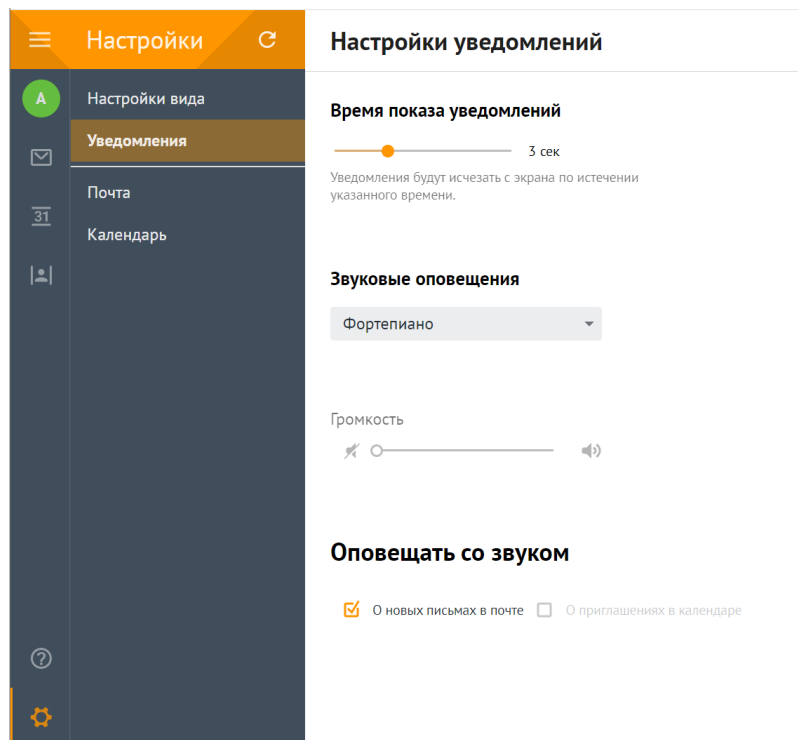 Настройки
Настройки уведомлений
А
Настройки вида
Уведомления
Почта
31
Календарь
Время показа уведомлений
3 сек
Уведомления будут исчезать с экрана по истечении
указанного времени.
Звуковые оповещения
Фортепиано
Громкость
Оповещать со звуком
О новых письмах в почте
О приглашениях в календаре